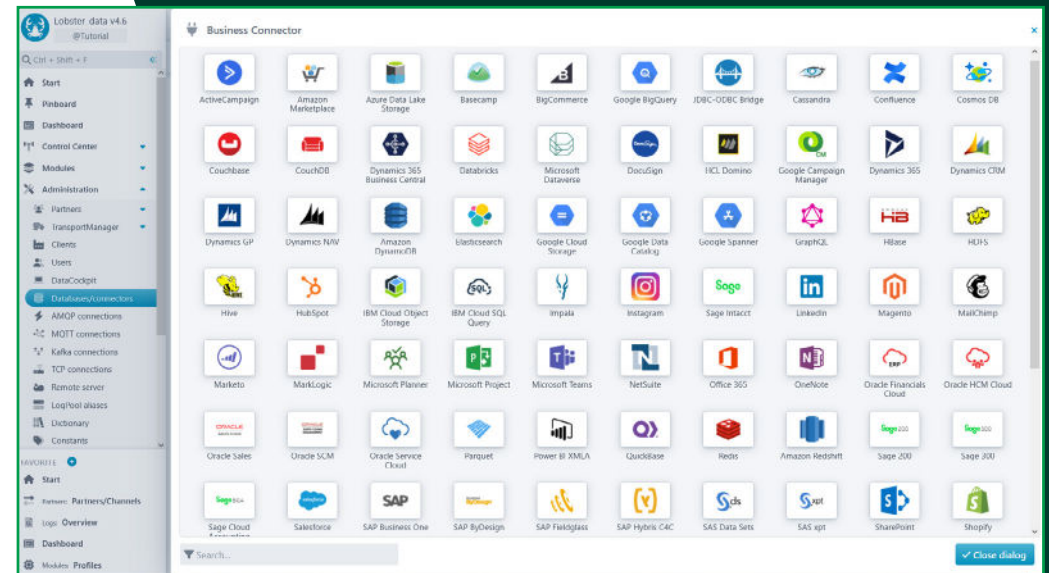 Lobster data v4.6
@Tutorial
Ctrl + Shift + F
Start
Pinboard
Dashboard
Control Center
Modules
Administration
Partners
TransportManager
Clients
Users
DataCockpit
Databases/connectors
AMQP connections
MQTT connections
Kafka connections
TCP connections
Remote server
LogPool aliases
Dictionary
Constants
FAVORITE
Start
Partners: Partners/Channels
Logs: Overview
Dashboard
Modules: Profiles
Business Connector
ActiveCampaign
Amazon Marketplace
Azure Data Lake Storage
Basecamp
BigCommerce
Google BigQuery
JDBC-ODBC Bridge
Cassandra
Confluence
Cosmos DB
Couchbase
CouchDB
Dynamics 365 Business Central
Databricks
Microsoft Dataverse
DocuSign
HCL Domino
Google Campaign Manager
Dynamics 365
Dynamics CRM
Dynamics GP
Dynamics NAV
Amazon DynamoDB
Elasticsearch
Google Cloud Storage
Google Data Catalog
Google Spanner
GraphQL
HBase
HDFS
Hive
HubSpot
IBM Cloud Object Storage
IBM Cloud SQL Query
Impala
Instagram
Sage Intacct
LinkedIn
Magento
MailChimp
Marketo
MarkLogic
Microsoft Planner
Microsoft Project
Microsoft Teams
NetSuite
Office 365
OneNote
Oracle Financials Cloud
Oracle HCM Cloud
Oracle Sales
Oracle SCM
Oracle Service Cloud
Parquet
Power BI XMLA
QuickBase
Redis
Amazon Redshift
Sage 200
Sage 300
Sage Cloud Accounting
Salesforce
SAP Business One
SAP ByDesign
SAP Fieldglass
SAP Hybris C4C
SAS Data Sets
SAS xpt
SharePoint
Shopify
Search...
Close dialog